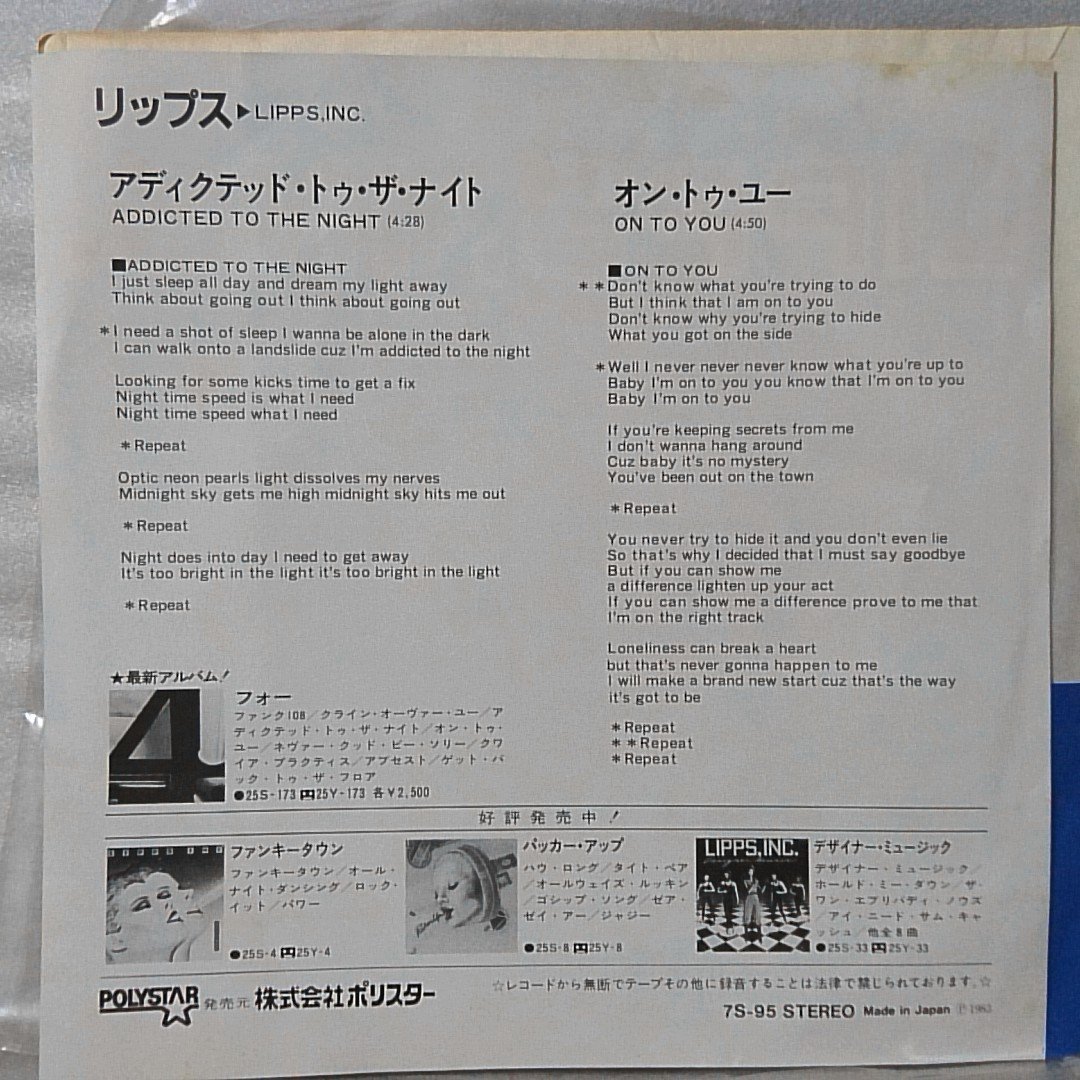 リップス▶LIPPS,INC.
アディクテッド・トゥ・ザ・ナイト
ADDICTED TO THE NIGHT (4:28)
■ADDICTED TO THE NIGHT
I just sleep all day and dream my light away
Think about going out I think about going out
*I need a shot of sleep I wanna be alone in the dark
I can walk onto a landslide cuz I'm addicted to the night
Looking for some kicks time to get a fix
Night time speed is what I need
Night time speed what I need
*Repeat
Optic neon pearls light dissolves my nerves
Midnight sky gets me high midnight sky hits me out
*Repeat
Night does into day I need to get away
It's too bright in the light it's too bright in the light
*Repeat
オン・トゥ・ユー
ON TO YOU (4:50)
■ON TO YOU
**Don't know what you're trying to do
But I think that I am on to you
Don't know why you're trying to hide
What you got on the side
*Well I never never never know what you're up to
Baby I'm on to you you know that I'm on to you
Baby I'm on to you
If you're keeping secrets from me
I don't wanna hang around
Cuz baby it's no mystery
You've been out on the town
*Repeat
You never try to hide it and you don't even lie
So that's why I decided that I must say goodbye
But if you can show me
a difference lighten up your act
If you can show me a difference prove to me that
I'm on the right track
Loneliness can break a heart
but that's never gonna happen to me
I will make a brand new start cuz that's the way
it's got to be
*Repeat
**Repeat
*Repeat
★最新アルバム!
4
フォー
ファンク108/クライン・オーヴァー・ユー/ア
ディクテッド・トゥ・ザ・ナイト/オン・トゥ・
ユー/ネヴァー・クッド・ビー・ソリー/クワ
イア・プラクティス/アプセスト/ゲット・バ
ック・トゥ・ザ・フロア
●25S-173 25Y-173 各¥2,500
好評発売中!
ファンキータウン
ファンキータウン/オール・
ナイト・ダンシング/ロック・
イット/パワー
●25S-4 25Y-4
パッカー・アップ
ハウ・ロング/タイト・ペア
/オールウェイズ・ルッキン
/ゴシップ・ソング/ゼア・
ゼイ・アー/ジャジー
●25S-8 25Y-8
LIPPS,INC.
デザイナー・ミュージック
デザイナー・ミュージック/
ホールド・ミー・ダウン/ザ・
ワン・エブリバディ・ノウズ
/アイ・ニード・サム・キャ
ッシュ/他全8曲
●25S-33 25Y-33
POLYSTAR 発売元 株式会社ポリスター
☆レコードから無断でテープその他に録音することは法律で禁じられております。☆
7S-95 STEREO Made in Japan Ⓟ1983